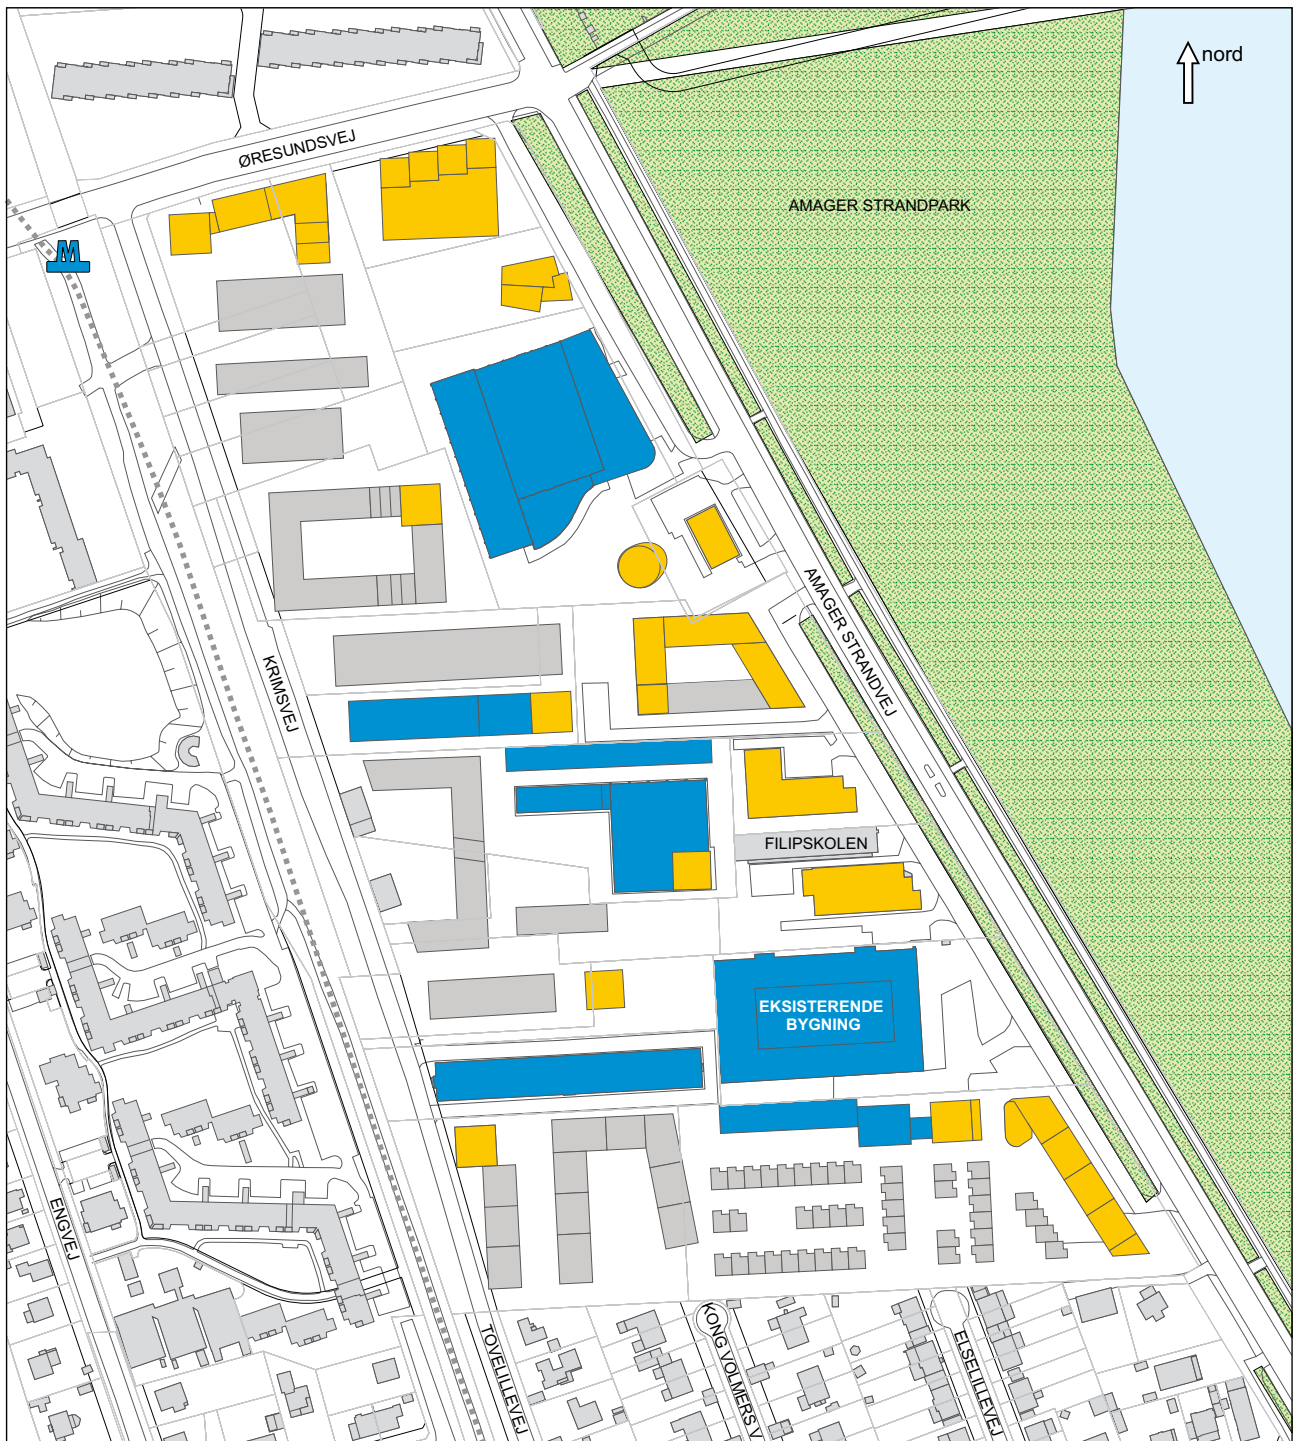 nord
ØRESUNDSVEJ
AMAGER STRANDPARK
M
AMAGER STRANDVEJ
KRIMSVEJ
FILIPSKOLEN
EKSISTERENDE
BYGNING
ENGVEJ
TOVELILLEVEJ
KONG VOLMERS V
ELSELILLEVEJ